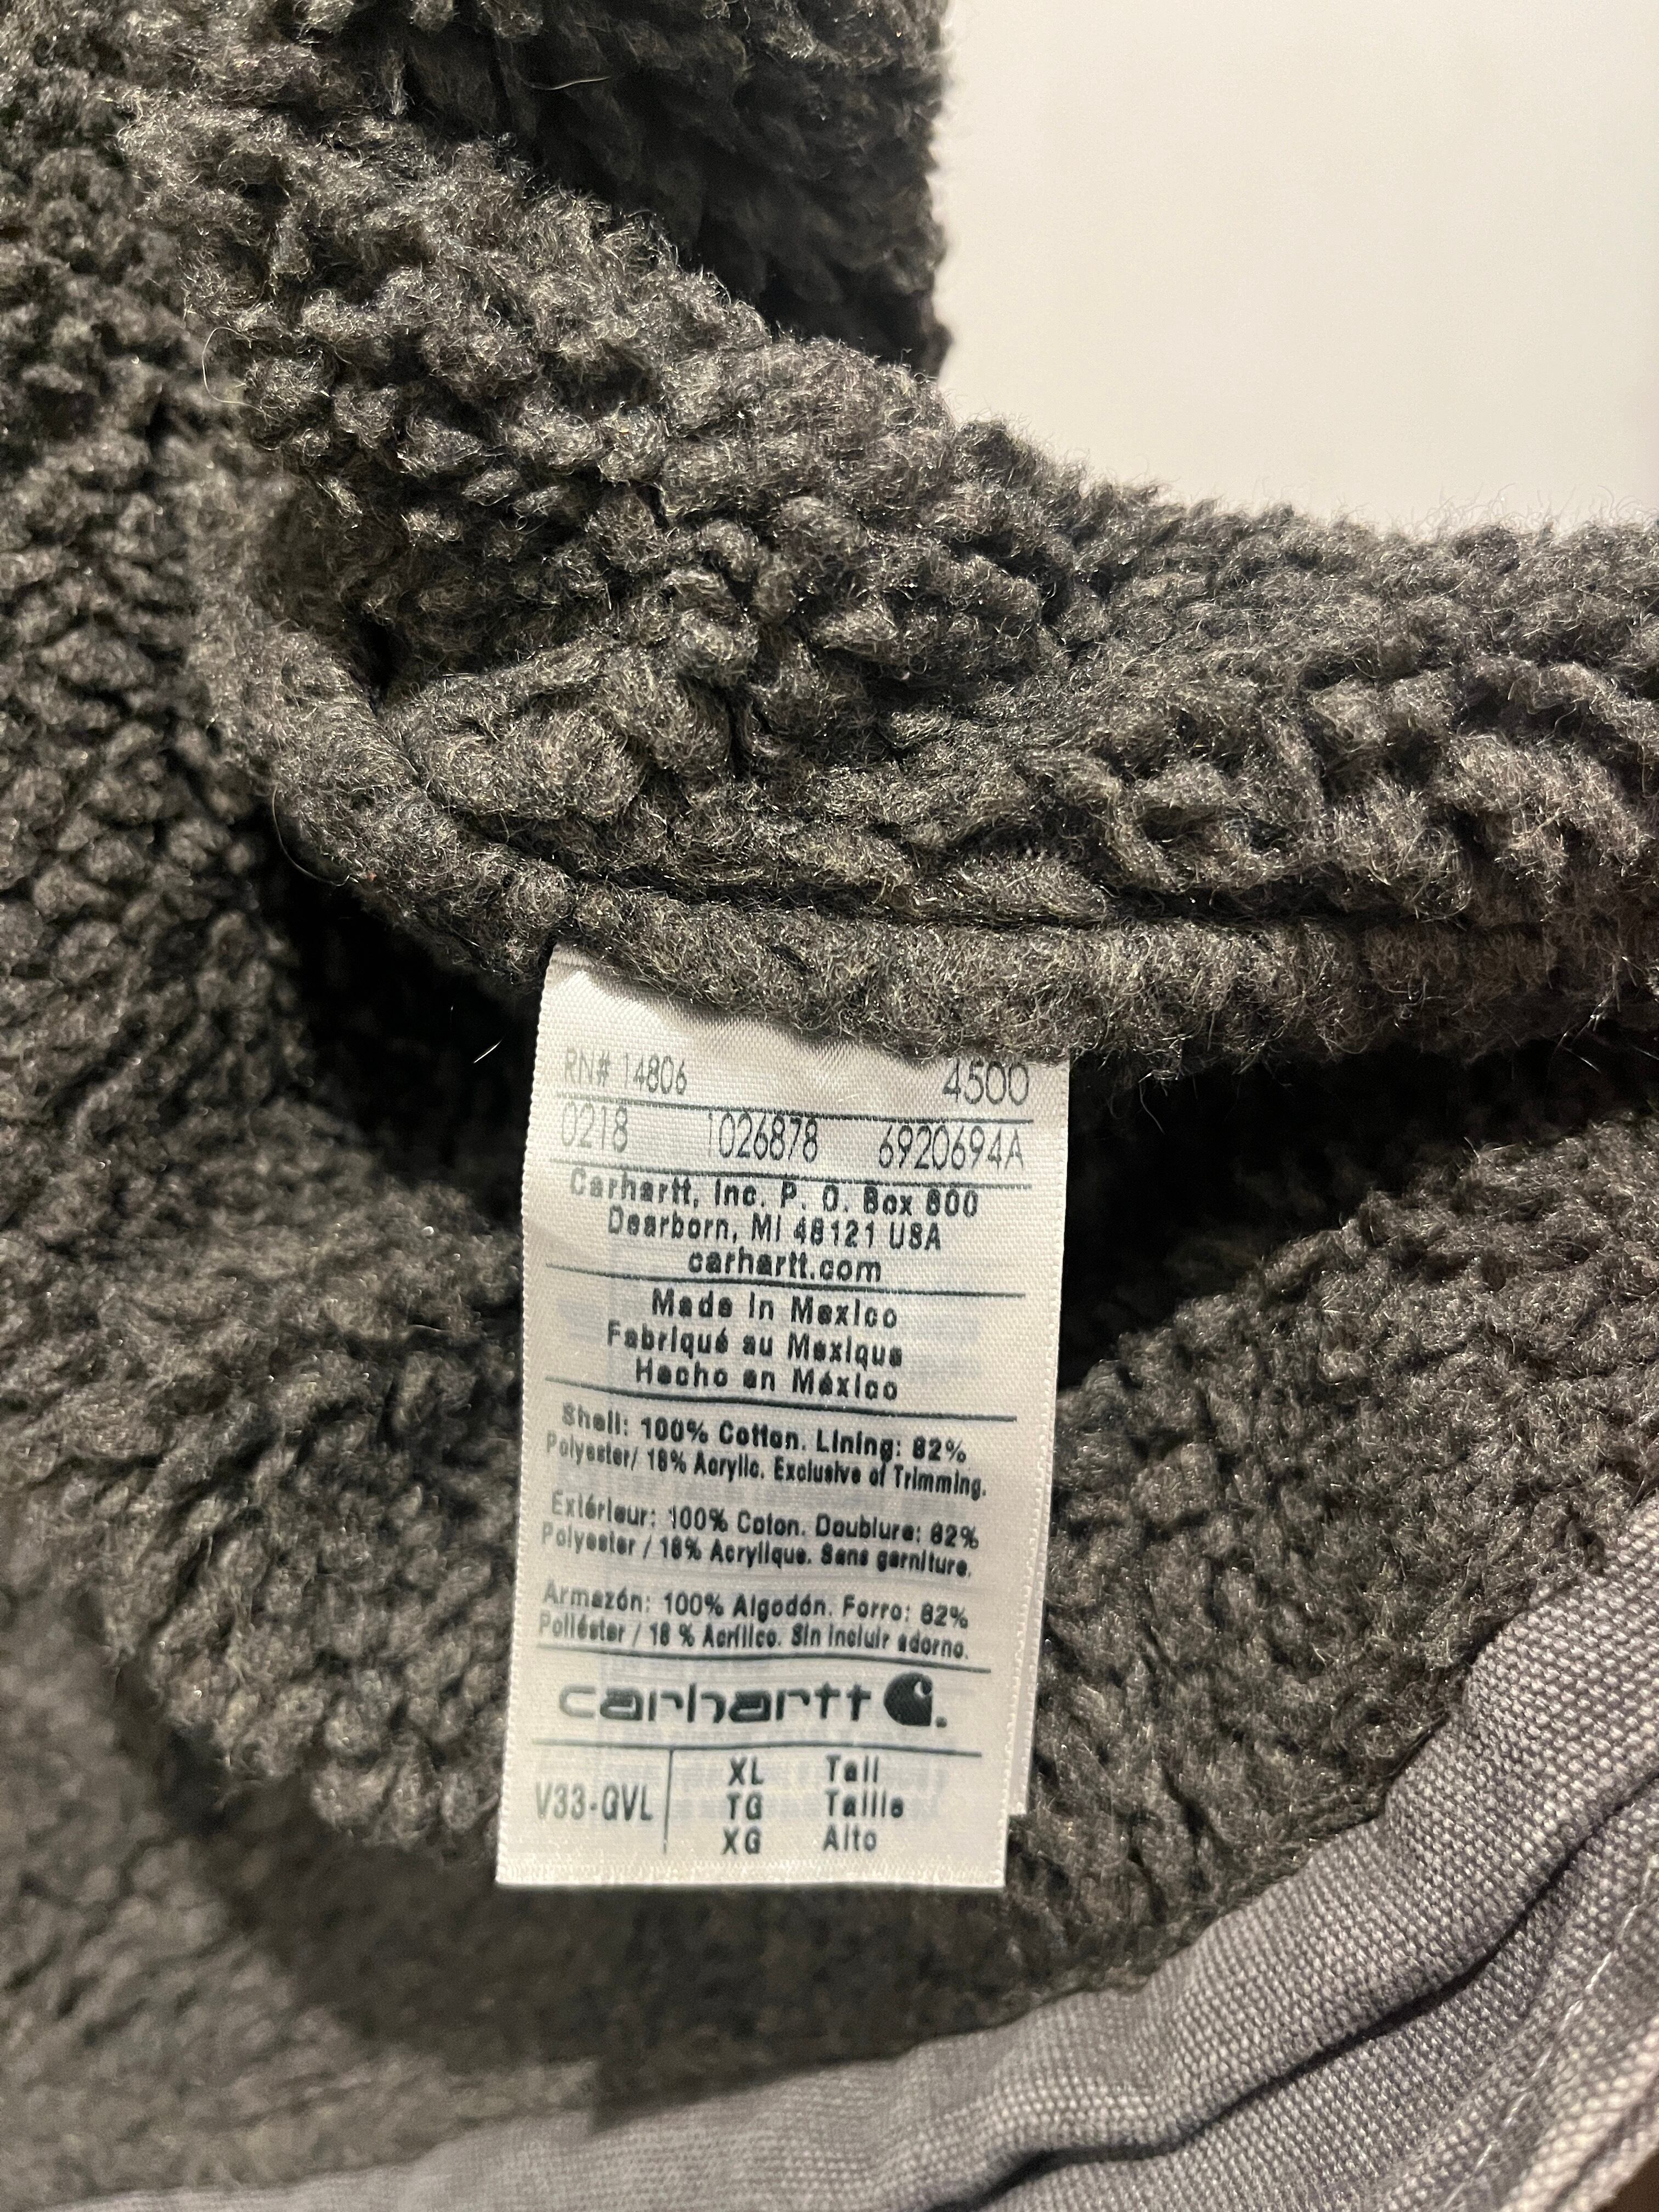 RN# 14806 4500
0218 1026878 6920694A
Carhartt, Inc. P. O. Box 600
Dearborn, MI 48121 USA
carhartt.com
Made In Mexico
Fabriqué au Mexique
Hecho en México
Shell: 100% Cotton. Lining: 82%
Polyester/ 18% Acrylic. Exclusive of Trimming.
Extérieur: 100% Coton. Doublure: 82%
Polyester / 18% Acrylique. Sans garniture.
Armazón: 100% Algodón. Forro: 82%
Poliéster / 18 % Acrílico. Sin incluir adorno.
carhartt
V33-QVL
XL Tall
TG Taille
XG Alto